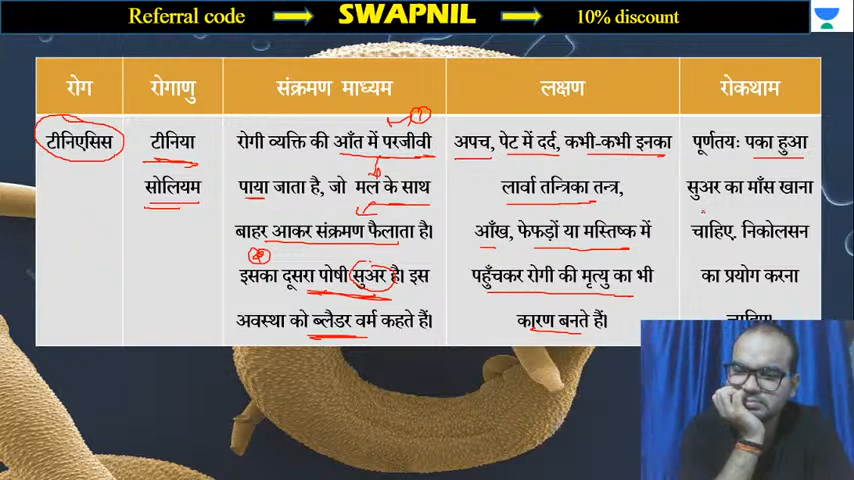 Referral code SWAPNIL 10% discount
रोग रोगाणु संक्रमण माध्यम लक्षण रोकथाम
टीनिएसिस टीनिया रोगी व्यक्ति की आँत में परजीवी अपच, पेट में दर्द, कभी-कभी इनका पूर्णतयः पका हुआ
सोलियम पाया जाता है, जो मल के साथ लार्वा तन्त्रिका तन्त्र, सुअर का माँस खाना
बाहर आकर संक्रमण फैलाता है। आँख, फेफड़ों या मस्तिष्क में चाहिए. निकोलसन
इसका दूसरा पोषी सुअर है। इस पहुँचकर रोगी की मृत्यु का भी का प्रयोग करना
अवस्था को ब्लैडर वर्म कहते हैं। कारण बनते हैं।